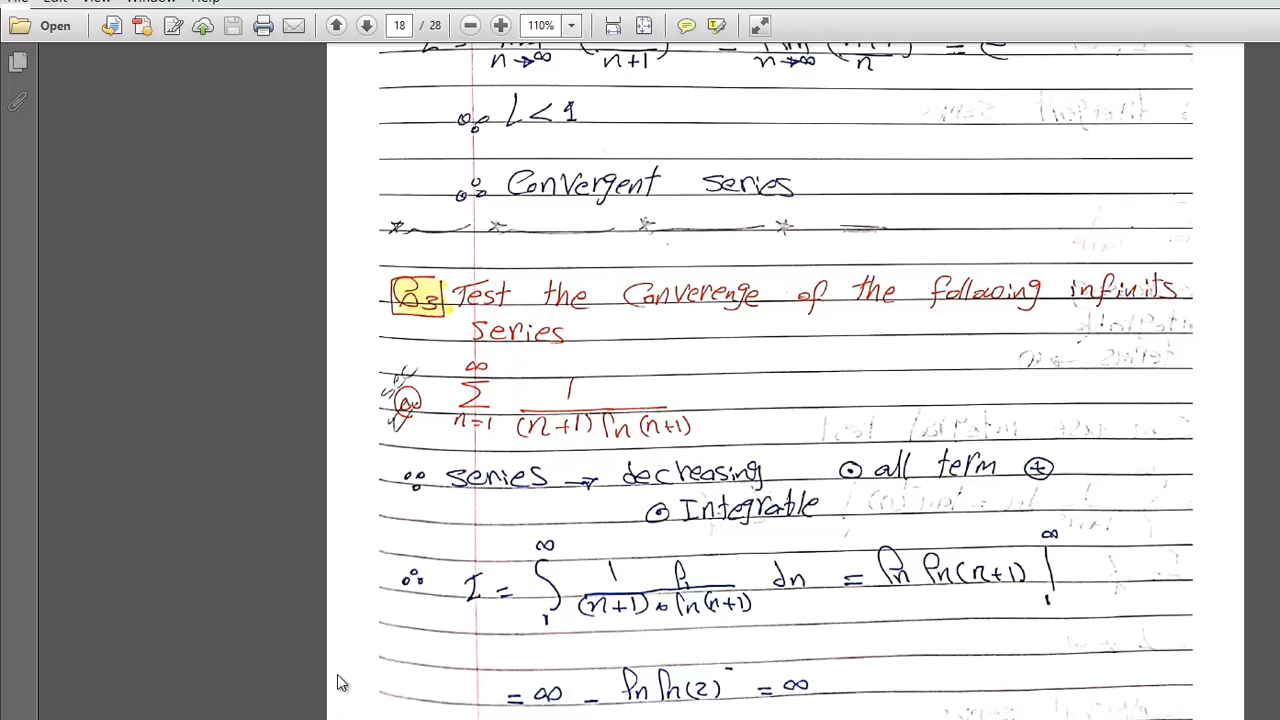 Open
18 / 28
110%
n→∞ n+1 n→∞ n = e
∴ L < 1
∴ Convergent series
Q3 Test the Converenge of the following infinits
series
∞
Σ 1 / (n+1) ln (n+1)
n=1
∵ series → decreasing ⊙ all term ⊕
⊙ Integrable
∴ I = ∫₁^∞ 1 / (n+1) · ln(n+1) dn = ln ln(n+1) |₁^∞
= ∞ - ln ln(2) = ∞